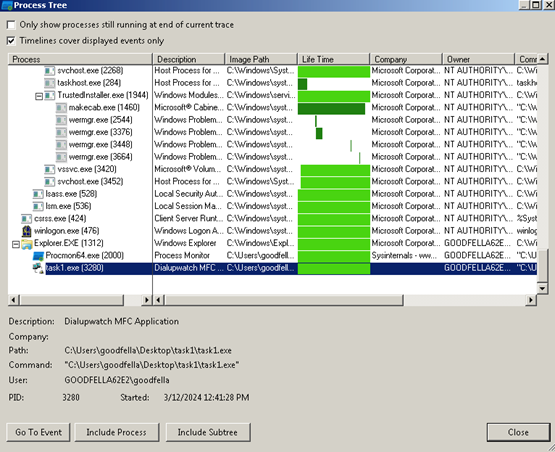 Process Tree
Only show processes still running at end of current trace
Timelines cover displayed events only
Process Description Image Path Life Time Company Owner Comm
svchost.exe (2268) Host Process for ... C:\Windows\Syst... Microsoft Corporat... NT AUTHORITY\... C:\Win
taskhost.exe (284) Host Process for ... C:\Windows\syst... Microsoft Corporat... NT AUTHORITY\... taskho
TrustedInstaller.exe (1944) Windows Modules... C:\Windows\servi... Microsoft Corporat... NT AUTHORITY\... C:\Win
makecab.exe (1460) Microsoft® Cabine... C:\Windows\syst... Microsoft Corporat... NT AUTHORITY\... "C:\W
wermgr.exe (2544) Windows Problem... C:\Windows\syst... Microsoft Corporat... NT AUTHORITY\... "C:\W
wermgr.exe (3376) Windows Problem... C:\Windows\syst... Microsoft Corporat... NT AUTHORITY\... "C:\W
wermgr.exe (3448) Windows Problem... C:\Windows\syst... Microsoft Corporat... NT AUTHORITY\... "C:\W
wermgr.exe (3664) Windows Problem... C:\Windows\syst... Microsoft Corporat... NT AUTHORITY\... "C:\W
vssvc.exe (3420) Microsoft® Volum... C:\Windows\syst... Microsoft Corporat... NT AUTHORITY\... C:\Win
svchost.exe (3452) Host Process for ... C:\Windows\Syst... Microsoft Corporat... NT AUTHORITY\... C:\Win
lsass.exe (528) Local Security Aut... C:\Windows\syst... Microsoft Corporat... NT AUTHORITY\... C:\Win
lsm.exe (536) Local Session Ma... C:\Windows\syst... Microsoft Corporat... NT AUTHORITY\... C:\Win
csrss.exe (424) Client Server Runt... C:\Windows\syst... Microsoft Corporat... NT AUTHORITY\... %Syst
winlogon.exe (476) Windows Logon A... C:\Windows\syst... Microsoft Corporat... NT AUTHORITY\... winlog
Explorer.EXE (1312) Windows Explorer C:\Windows\Expl... Microsoft Corporat... GOODFELLA62E... C:\Win
Procmon64.exe (2000) Process Monitor C:\Users\goodfell... Sysinternals - ww... GOODFELLA62E... "C:\U
task1.exe (3280) Dialupwatch MFC ... C:\Users\goodfell... GOODFELLA62E... "C:\U
Description: Dialupwatch MFC Application
Company:
Path: C:\Users\goodfella\Desktop\task1\task1.exe
Command: "C:\Users\goodfella\Desktop\task1\task1.exe"
User: GOODFELLA62E2\goodfella
PID: 3280 Started: 3/12/2024 12:41:28 PM
Go To Event Include Process Include Subtree Close